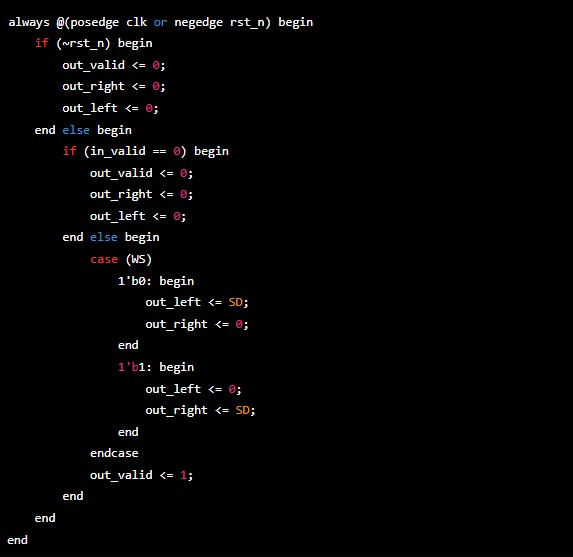 always @(posedge clk or negedge rst_n) begin
    if (~rst_n) begin
        out_valid <= 0;
        out_right <= 0;
        out_left <= 0;
    end else begin
        if (in_valid == 0) begin
            out_valid <= 0;
            out_right <= 0;
            out_left <= 0;
        end else begin
            case (WS)
                1'b0: begin
                    out_left <= SD;
                    out_right <= 0;
                end
                1'b1: begin
                    out_left <= 0;
                    out_right <= SD;
                end
            endcase
            out_valid <= 1;
        end
    end
end